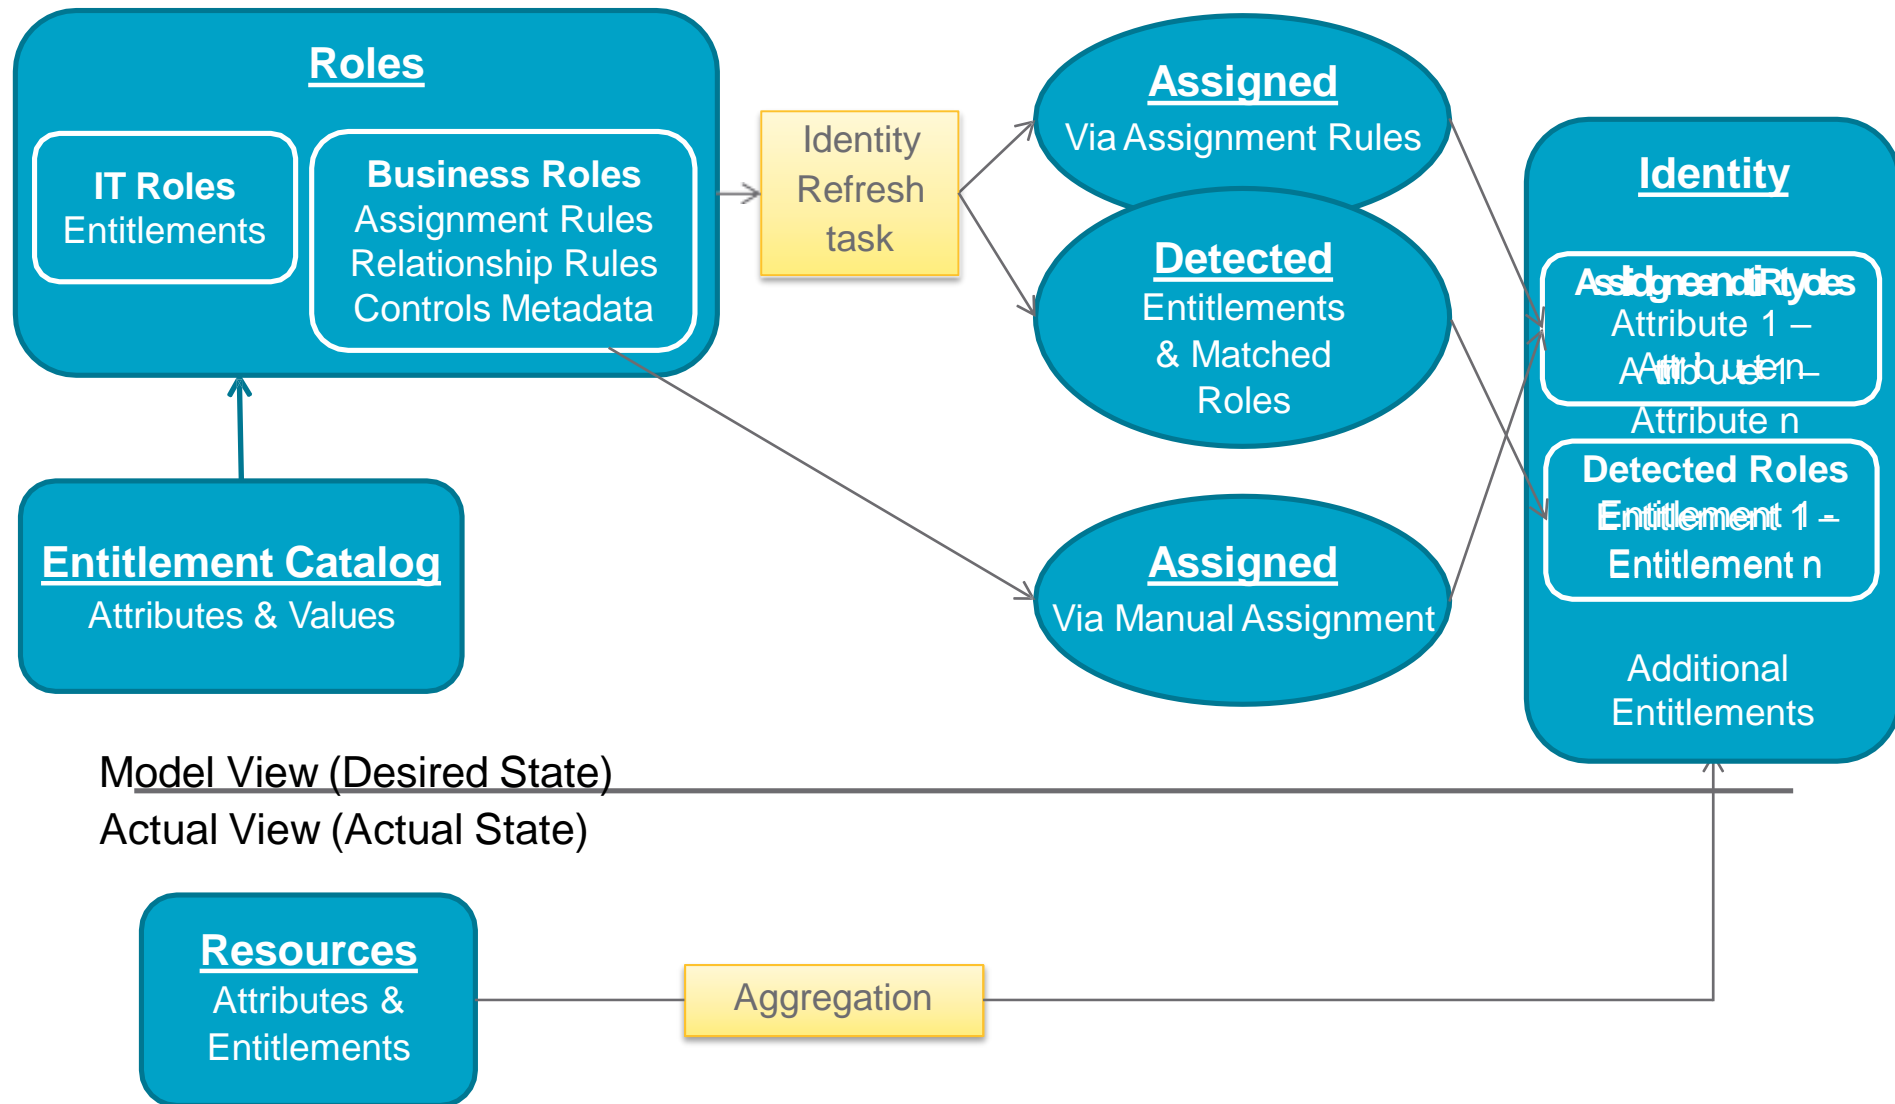 Roles
IT Roles
Entitlements
Business Roles
Assignment Rules
Relationship Rules
Controls Metadata
Identity
Refresh
task
Assigned
Via Assignment Rules
Detected
Entitlements
& Matched
Roles
Assigned
Via Manual Assignment
Identity
Attribute 1 –
Attribute n
Detected Roles
Entitlement 1 –
Entitlement n
Additional
Entitlements
Entitlement Catalog
Attributes & Values
Model View (Desired State)
Actual View (Actual State)
Resources
Attributes &
Entitlements
Aggregation